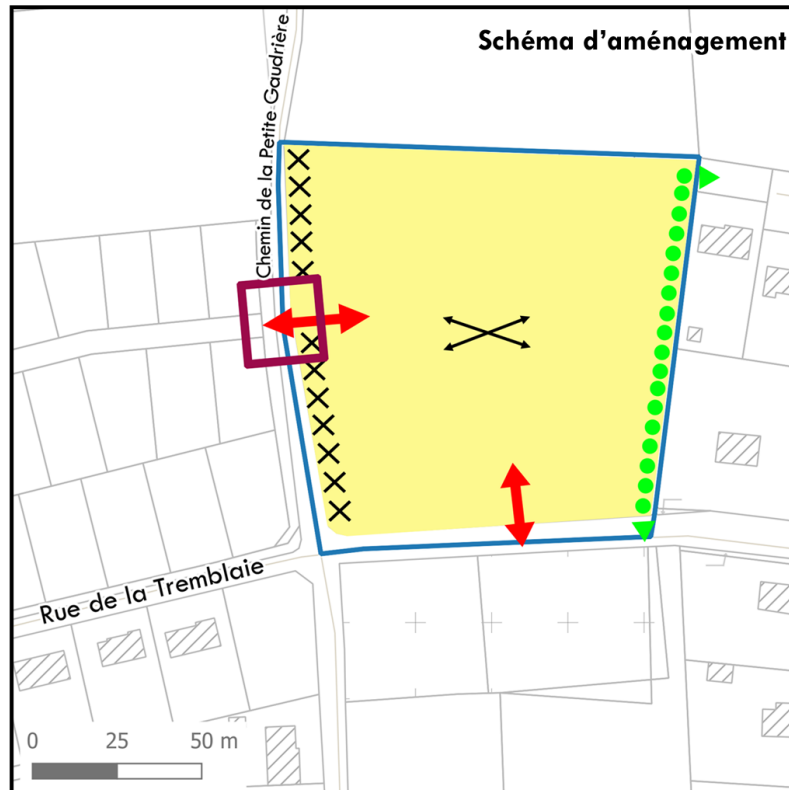 Schéma d'aménagement
Chemin de la Petite Gaudrière
Rue de la Tremblaie
0 25 50 m